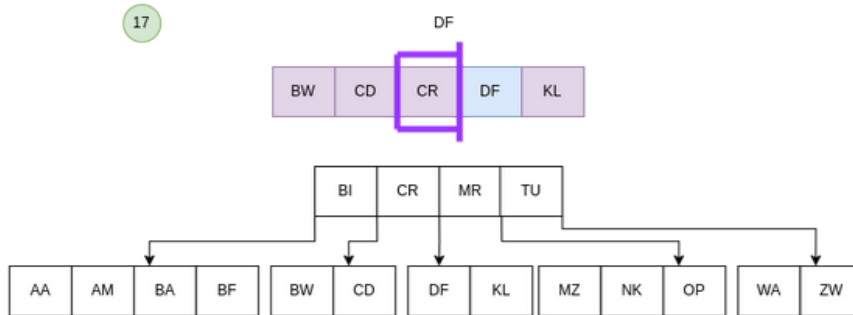 17 DF
BW CD CR DF KL
BI CR MR TU
AA AM BA BF BW CD DF KL MZ NK OP WA ZW